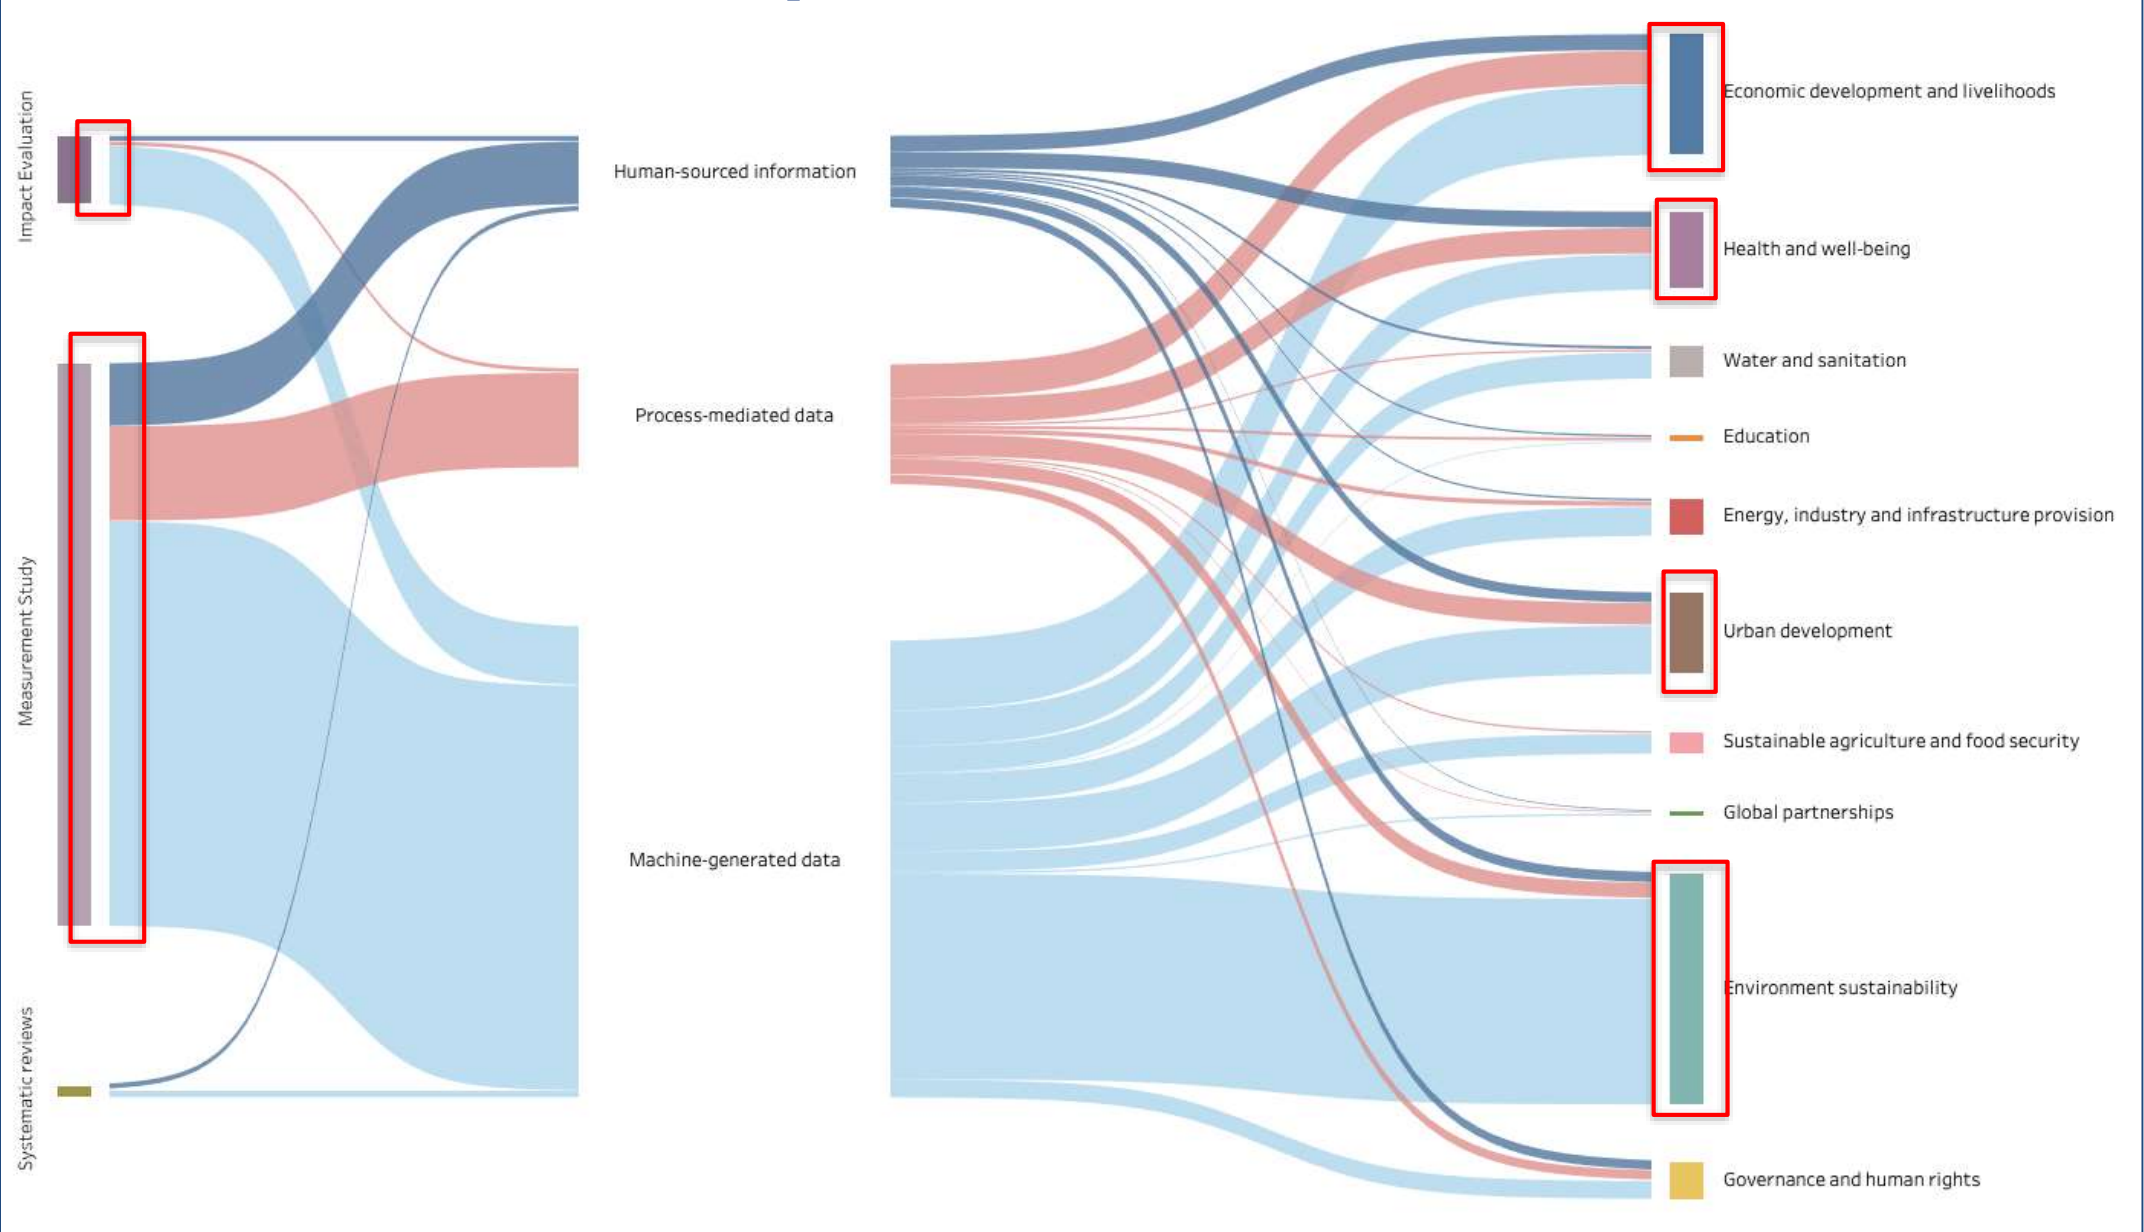 Impact Evaluation
Measurement Study
Systematic reviews
Human-sourced information
Process-mediated data
Machine-generated data
Economic development and livelihoods
Health and well-being
Water and sanitation
Education
Energy, industry and infrastructure provision
Urban development
Sustainable agriculture and food security
Global partnerships
Environment sustainability
Governance and human rights